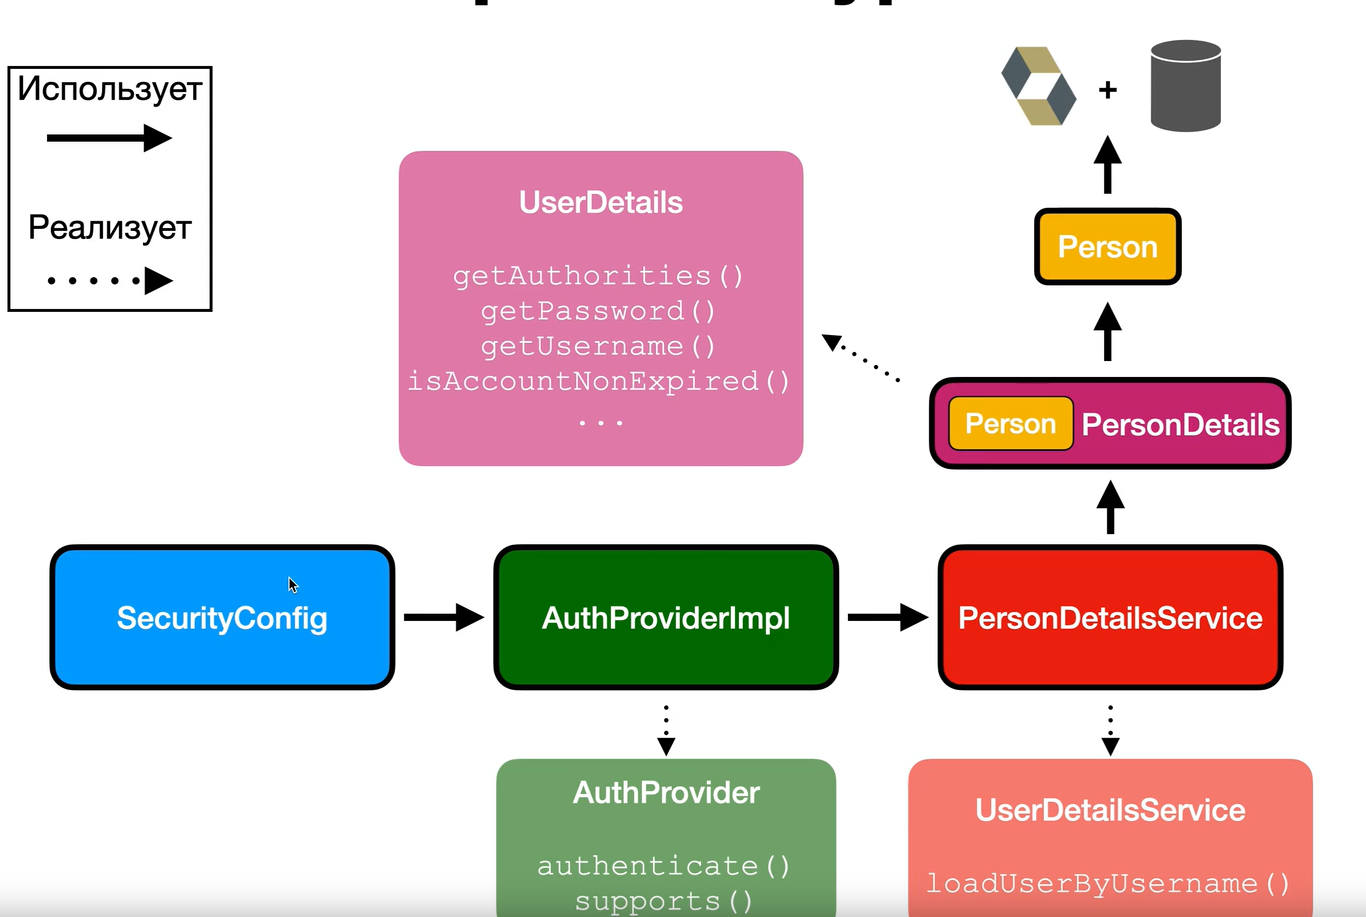 Использует
Реализует
UserDetails
getAuthorities()
getPassword()
getUsername()
isAccountNonExpired()
...
+
Person
Person PersonDetails
SecurityConfig
AuthProviderImpl
PersonDetailsService
AuthProvider
authenticate()
supports()
UserDetailsService
loadUserByUsername()